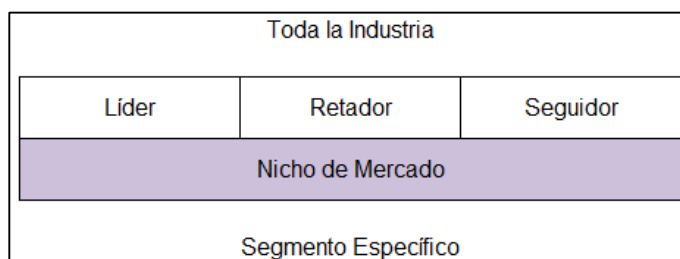 Toda la Industria
Líder Retador Seguidor
Nicho de Mercado
Segmento Específico